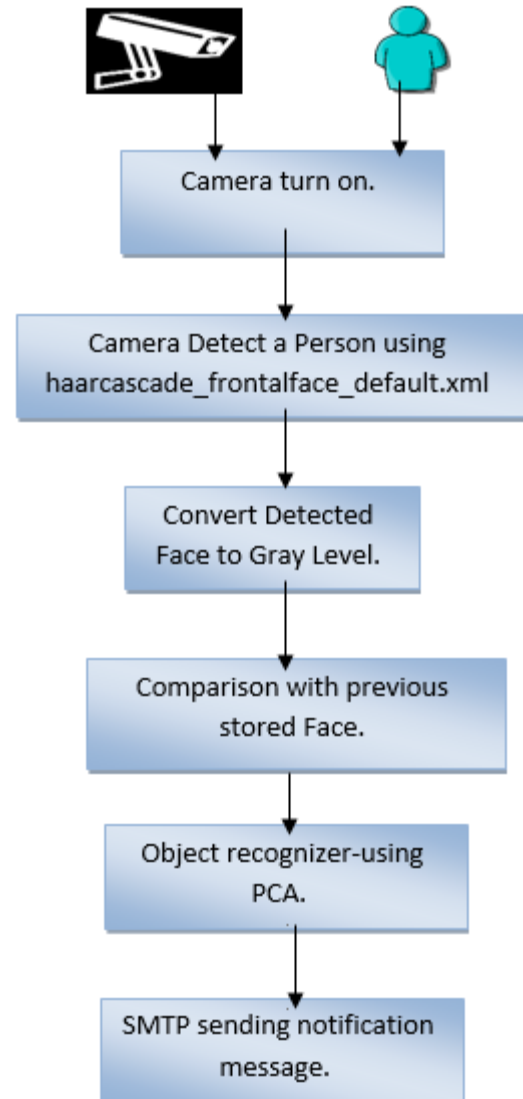 Camera turn on.
Camera Detect a Person using
haarcascade_frontalface_default.xml
Convert Detected
Face to Gray Level.
Comparison with previous
stored Face.
Object recognizer-using
PCA.
SMTP sending notification
message.